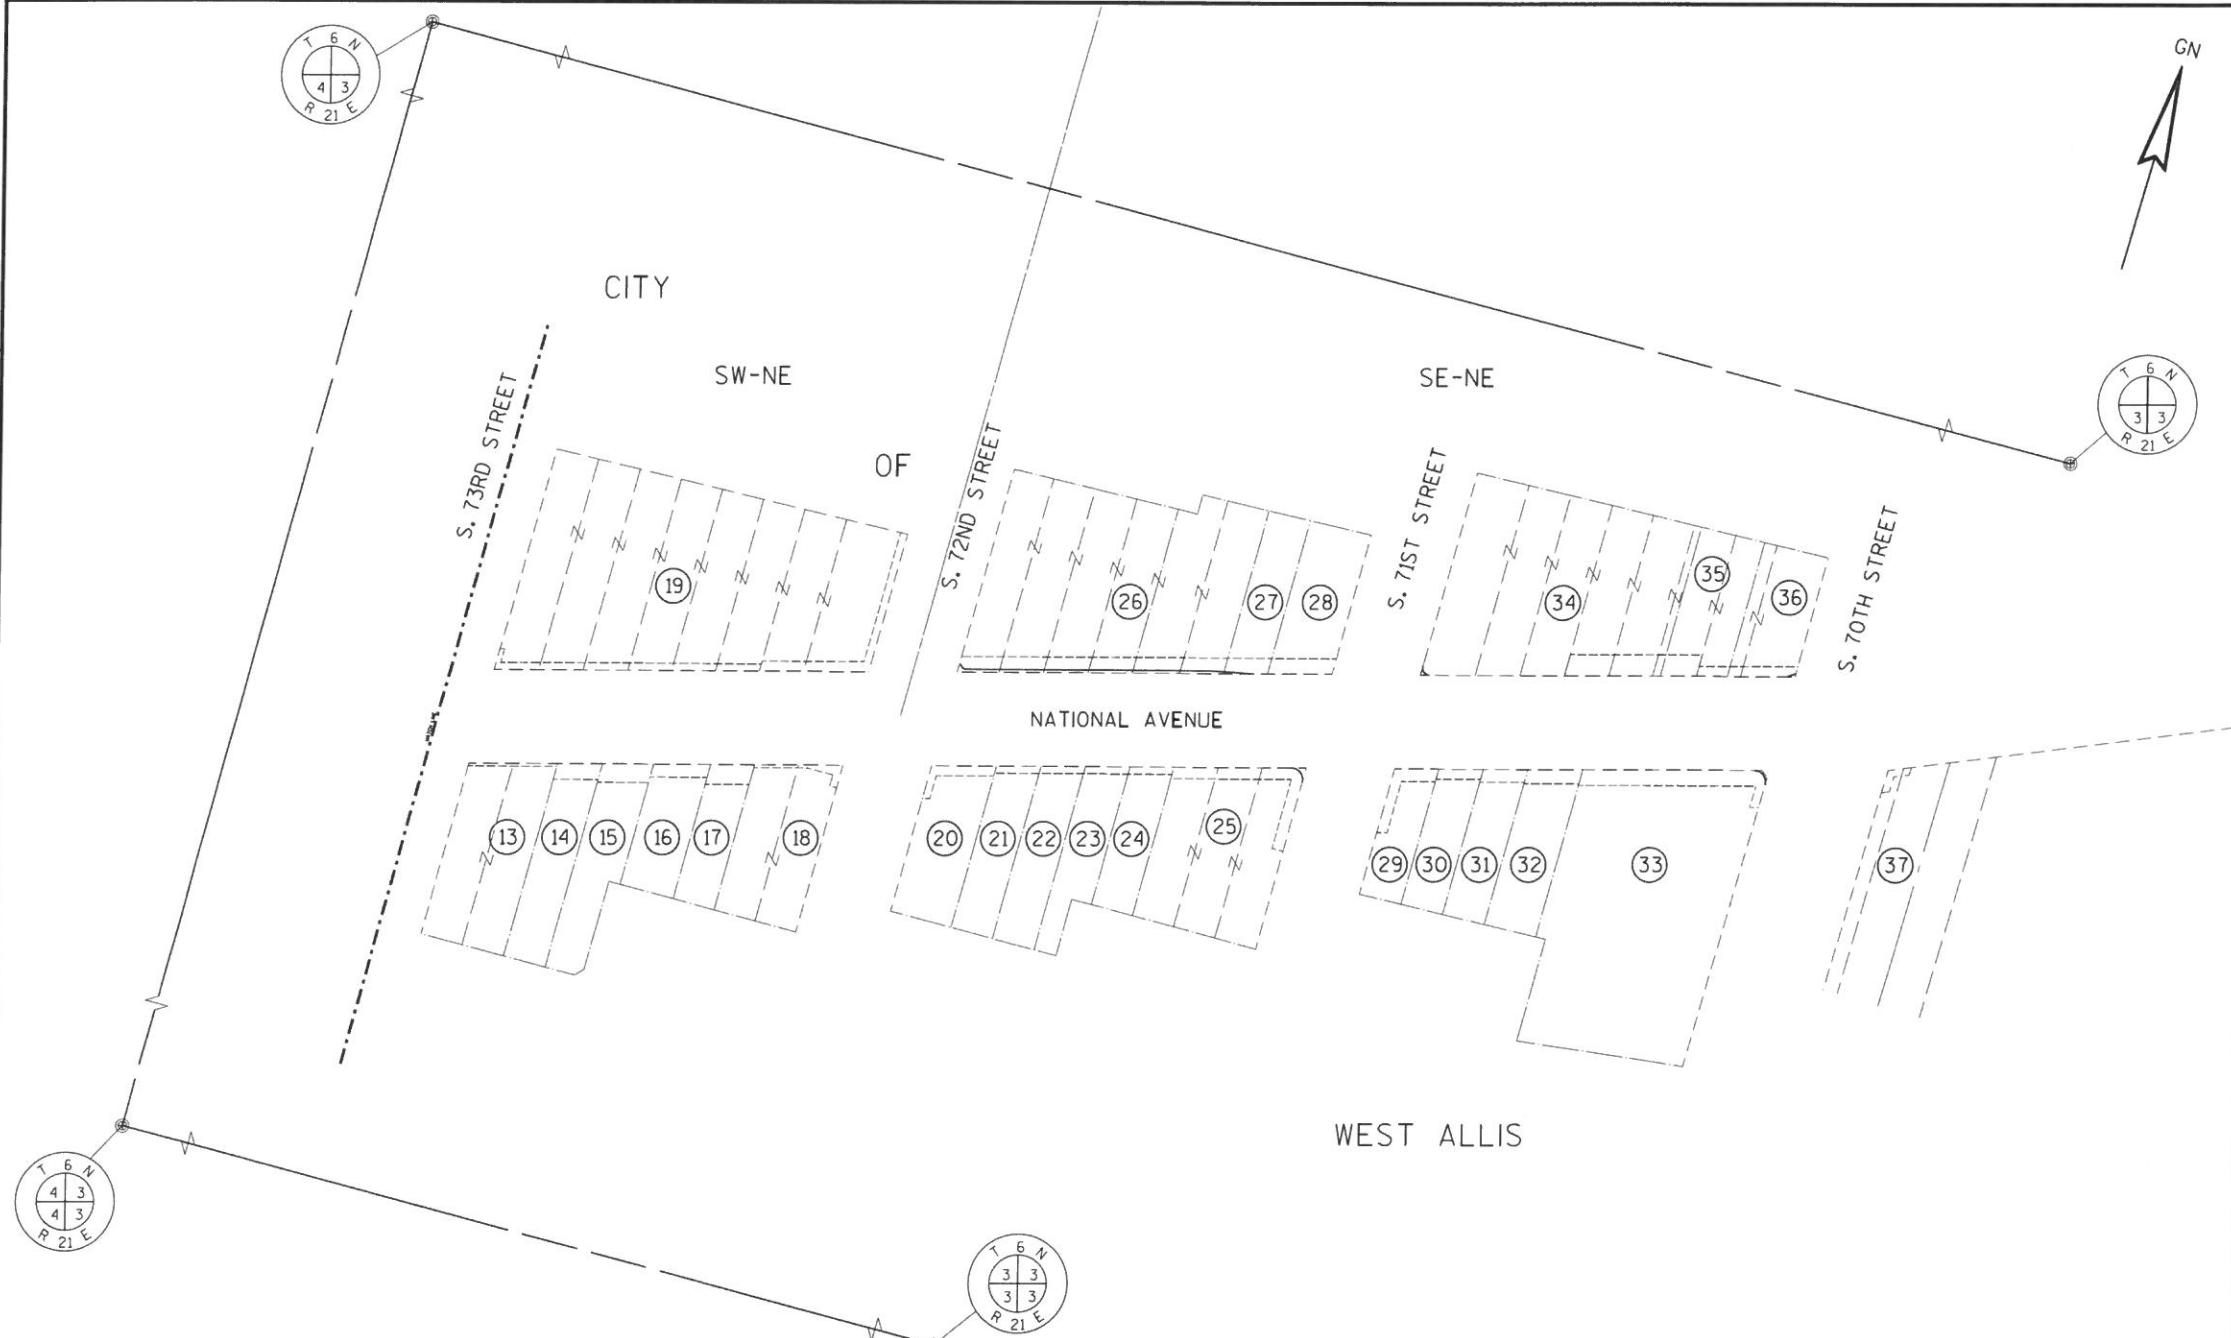 GN
T 6 N
4 3
R 21 E
CITY
SW-NE
SE-NE
T 6 N
3 3
R 21 E
OF
S. 73RD STREET
S. 72ND STREET
S. 71ST STREET
S. 70TH STREET
19
26
27
28
34
35
36
NATIONAL AVENUE
13
14
15
16
17
18
20
21
22
23
24
25
29
30
31
32
33
37
WEST ALLIS
T 6 N
4 3
4 3
R 21 E
T 6 N
3 3
3 3
R 21 E